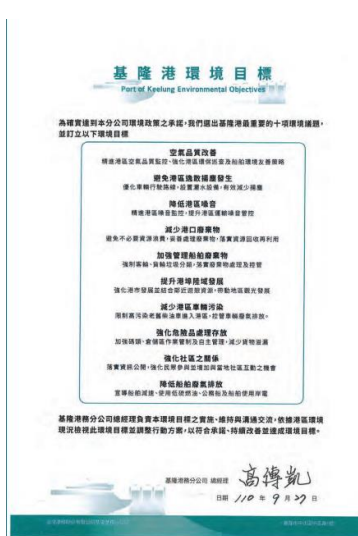 基隆港環境目標
Port of Keelung Environmental Objectives
為確實達到本分公司環境政策之承諾，我們選出基隆港最重要的十項環境議題，
並訂立以下環境目標
空氣品質改善
精進港區空氣品質監控、強化港區環保巡查及船舶環境友善策略
避免港區逸散揚塵發生
優化車輛行駛路線，設置灑水設備，有效減少揚塵
降低港區噪音
精進港區噪音監控，提升港區運輸噪音管控
減少港口廢棄物
避免不必要資源浪費，妥善處理廢棄物，落實資源回收再利用
加強管理船舶廢棄物
強制客輪、貨輪垃圾分類，落實廢棄物處理及控管
提升港埠陸域發展
強化港市發展並結合鄰近遊憩資源，帶動地區觀光發展
減少港區車輛污染
限制高污染老舊柴油車進入港區，控管車輛廢氣排放。
強化危險品處理存放
加強碼頭、倉儲區作業管制及自主管理，減少貨物洩漏
強化社區之關係
落實資訊公開，強化民眾參與並增加與當地社區互動之機會
降低船舶廢氣排放
宣導船舶減速、使用低硫燃油、公務船及船舶使用岸電
基隆港務分公司總經理負責本環境目標之實施、維持與溝通交流，依據港區環境
現況檢視此環境目標並調整行動方案，以符合承諾、持續改善並達成環境目標。
基隆港務分公司 總經理 高傳凱
日期 110 年 9 月 27 日